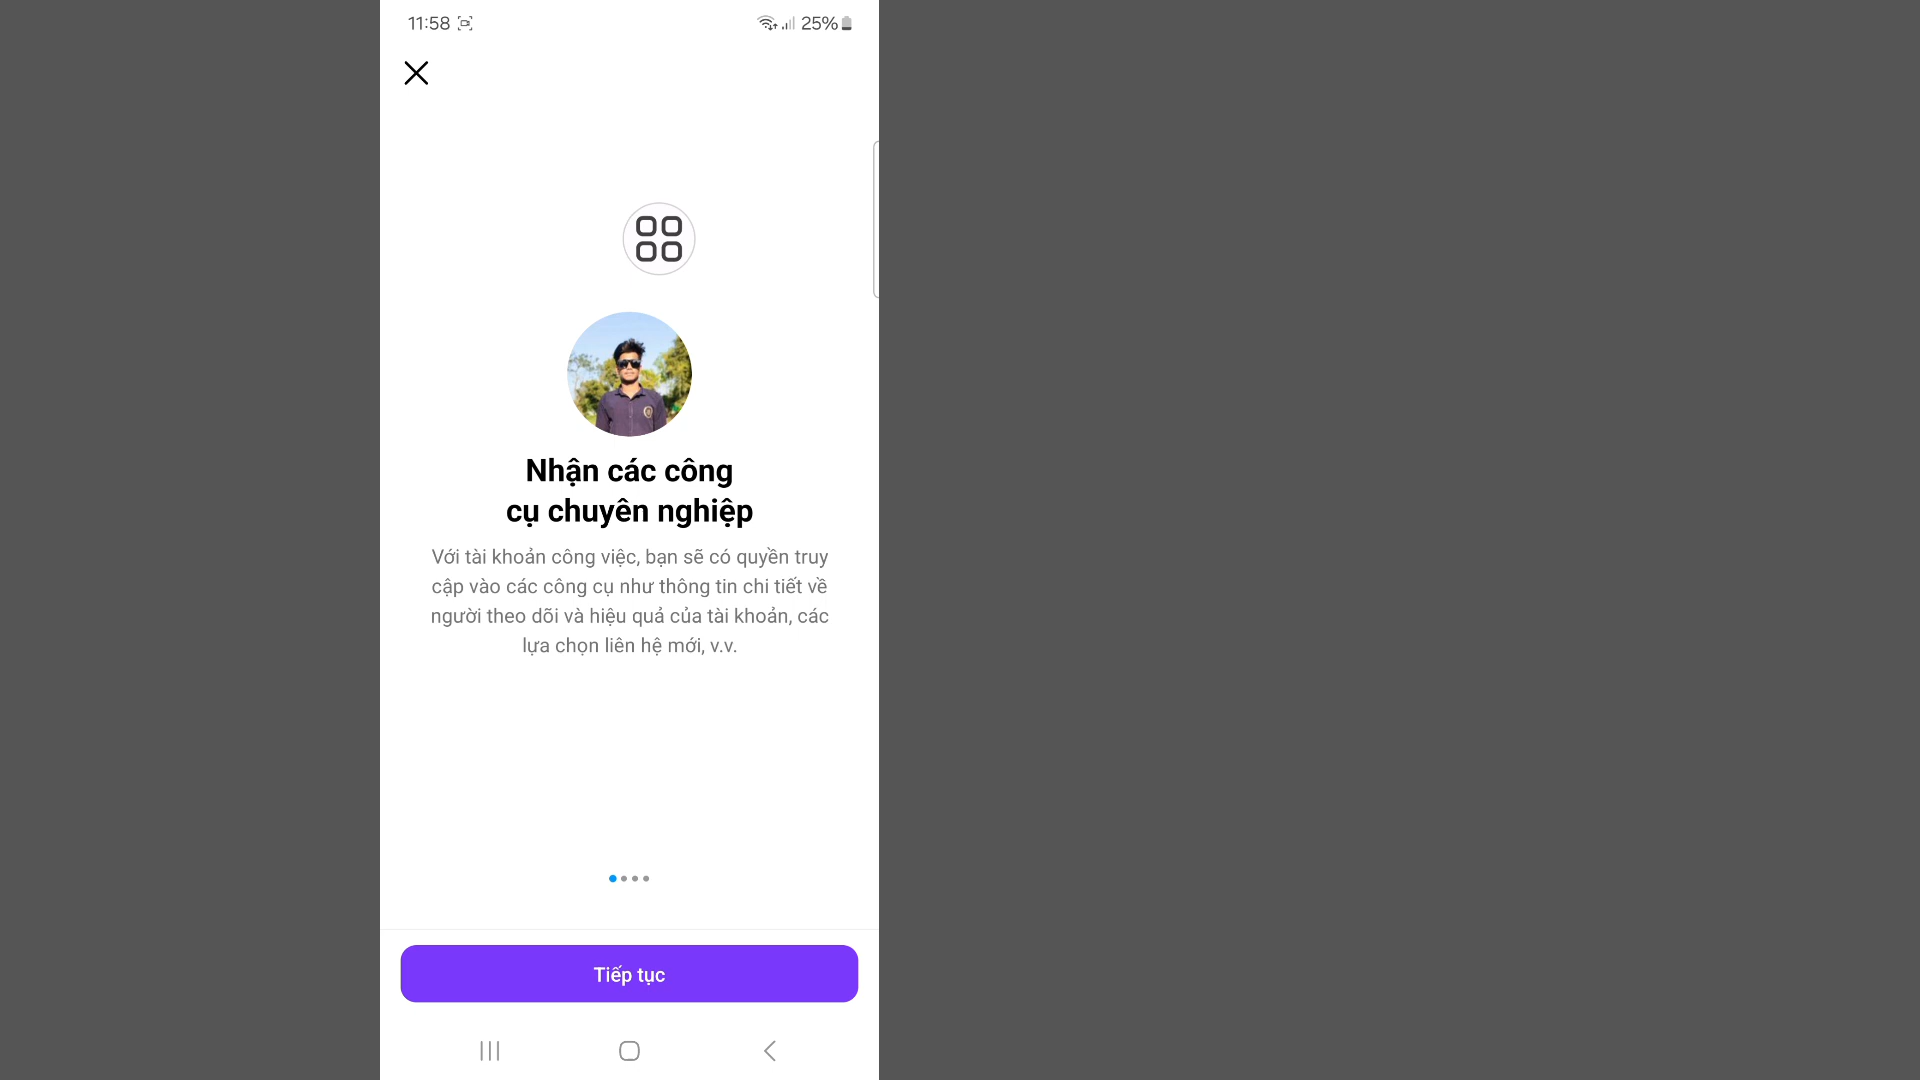 11:58
25%
Nhận các công
cụ chuyên nghiệp
Với tài khoản công việc, bạn sẽ có quyền truy
cập vào các công cụ như thông tin chi tiết về
người theo dõi và hiệu quả của tài khoản, các
lựa chọn liên hệ mới, v.v.
Tiếp tục